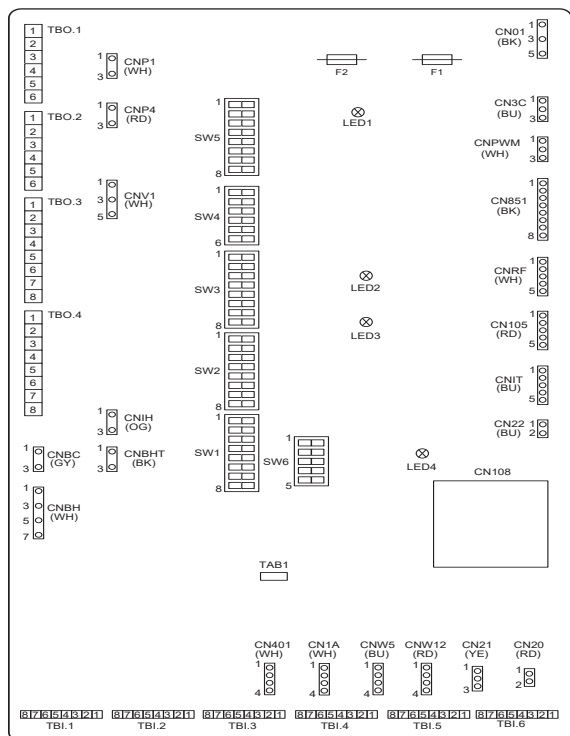 TBO.1
1
2
3
4
5
6
CNP1
(WH)
1
3
F2
F1
CN01
(BK)
1
3
5
TBO.2
1
2
3
4
5
6
CNP4
(RD)
1
3
SW5
1
8
LED1
CN3C
(BU)
1
3
CNPWM
(WH)
1
3
TBO.3
1
2
3
4
5
6
7
8
CNV1
(WH)
1
3
5
SW4
1
6
CN851
(BK)
1
8
SW3
1
8
LED2
CNRF
(WH)
1
5
TBO.4
1
2
3
4
5
6
7
8
LED3
CN105
(RD)
1
5
SW2
1
8
CNIT
(BU)
1
5
CNIH
(OG)
1
3
SW1
1
8
SW6
1
5
CN22
(BU)
1
2
CNBC
(GY)
1
3
CNBHT
(BK)
1
3
LED4
CN108
CNBH
(WH)
1
3
5
7
TAB1
CN401
(WH)
1
4
CN1A
(WH)
1
4
CNW5
(BU)
1
4
CNW12
(RD)
1
4
CN21
(YE)
1
3
CN20
(RD)
1
2
8 7 6 5 4 3 2 1
TBI.1
8 7 6 5 4 3 2 1
TBI.2
8 7 6 5 4 3 2 1
TBI.3
8 7 6 5 4 3 2 1
TBI.4
8 7 6 5 4 3 2 1
TBI.5
8 7 6 5 4 3 2 1
TBI.6